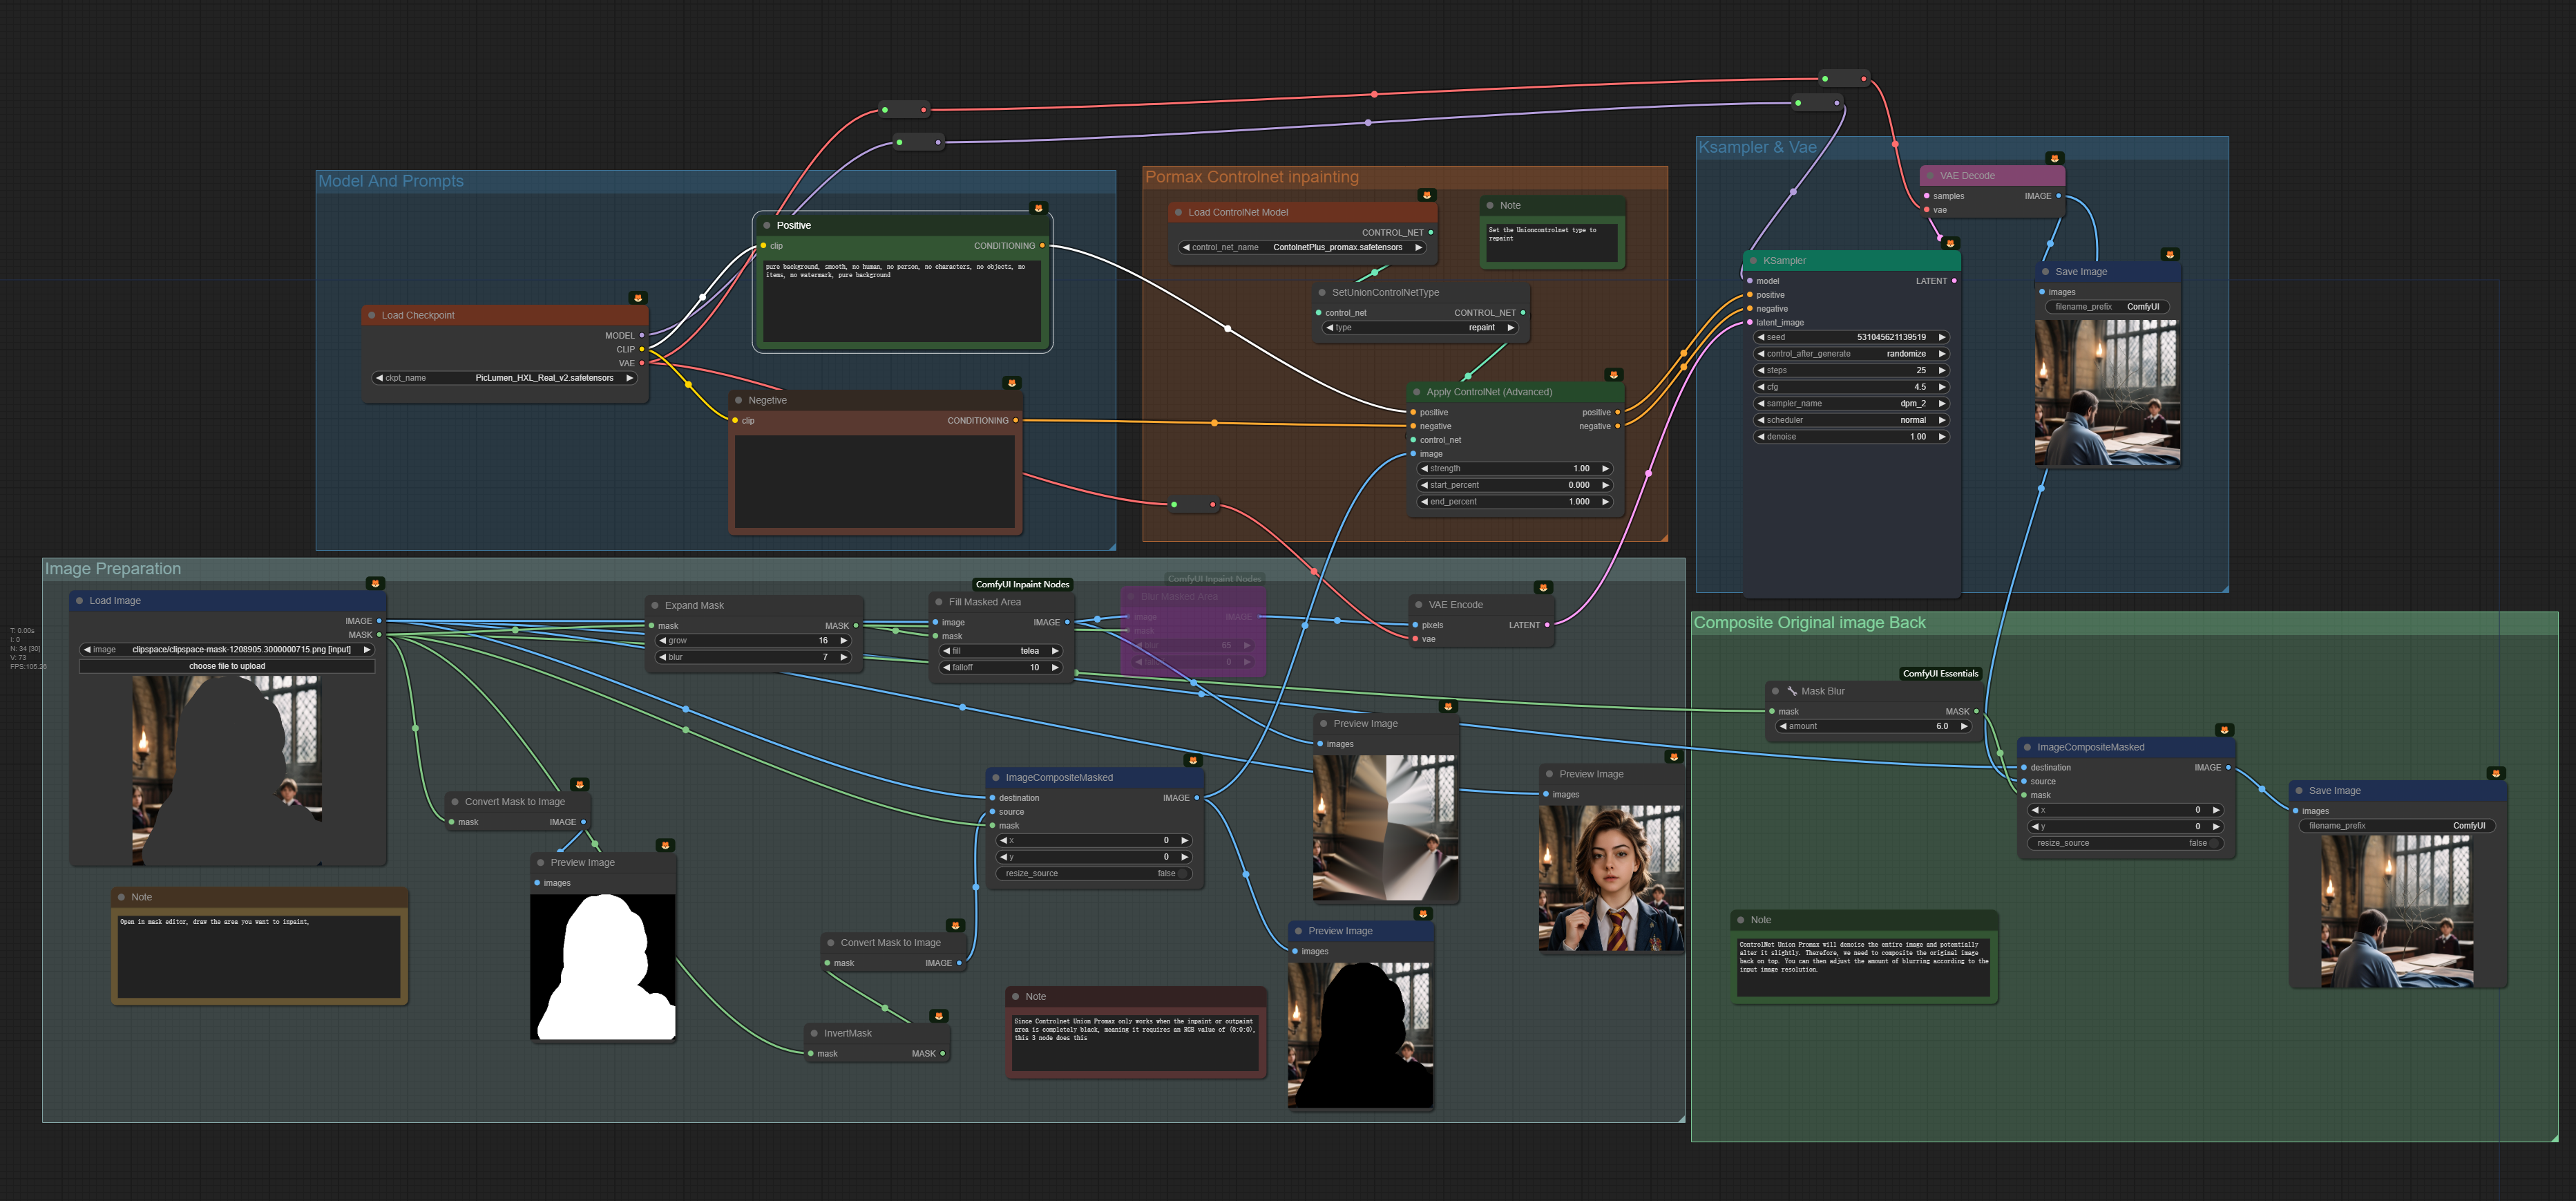 Model And Prompts
Load Checkpoint
MODEL
CLIP
VAE
ckpt_name PicLumen_HXL_Real_v2.safetensors
Positive
clip CONDITIONING
pure background, smooth, no human, no person, no characters, no objects, no
items, no watermark, pure background
Negetive
clip CONDITIONING
Pormax Controlnet inpainting
Load ControlNet Model
CONTROL_NET
control_net_name ContolnetPlus_promax.safetensors
Note
Set the Unioncontrolnet type to
repaint
SetUnionControlNetType
control_net CONTROL_NET
type repaint
Apply ControlNet (Advanced)
positive positive
negative negative
control_net
image
strength 1.00
start_percent 0.000
end_percent 1.000
Ksampler & Vae
VAE Decode
samples IMAGE
vae
KSampler
model LATENT
positive
negative
latent_image
seed 531045621139519
control_after_generate randomize
steps 25
cfg 4.5
sampler_name dpm_2
scheduler normal
denoise 1.00
Save Image
images
filename_prefix ComfyUI
Image Preparation
T: 0.00s
I: 0
N: 34 [30]
V: 73
Load Image
IMAGE
MASK
image clipspace/clipspace-mask-1208905.3000000715.png [input]
choose file to upload
Note
Open in mask editor, draw the area you want to inpaint,
Convert Mask to Image
mask IMAGE
Preview Image
images
Expand Mask
mask MASK
grow 16
blur 7
ComfyUI Inpaint Nodes
Fill Masked Area
image IMAGE
mask
fill telea
falloff 10
ComfyUI Inpaint Nodes
Blur Masked Area
image IMAGE
mask
blur 65
VAE Encode
pixels LATENT
vae
Preview Image
images
Preview Image
images
ImageCompositeMasked
destination IMAGE
source
mask
x 0
y 0
resize_source false
Convert Mask to Image
mask IMAGE
InvertMask
mask MASK
Note
Since Controlnet Union Promax only works when the inpaint or outpaint
area is completely black, meaning it requires an RGB value of (0:0:0),
this 3 node does this
Preview Image
images
Composite Original image Back
ComfyUI Essentials
Mask Blur
mask MASK
amount 6.0
ImageCompositeMasked
destination IMAGE
source
mask
x 0
y 0
resize_source false
Save Image
images
filename_prefix ComfyUI
Note
ControlNet Union Promax will denoise the entire image and potentially
alter it slightly. Therefore, we need to composite the original image
back on top. You can then adjust the amount of blurring according to the
input image resolution.